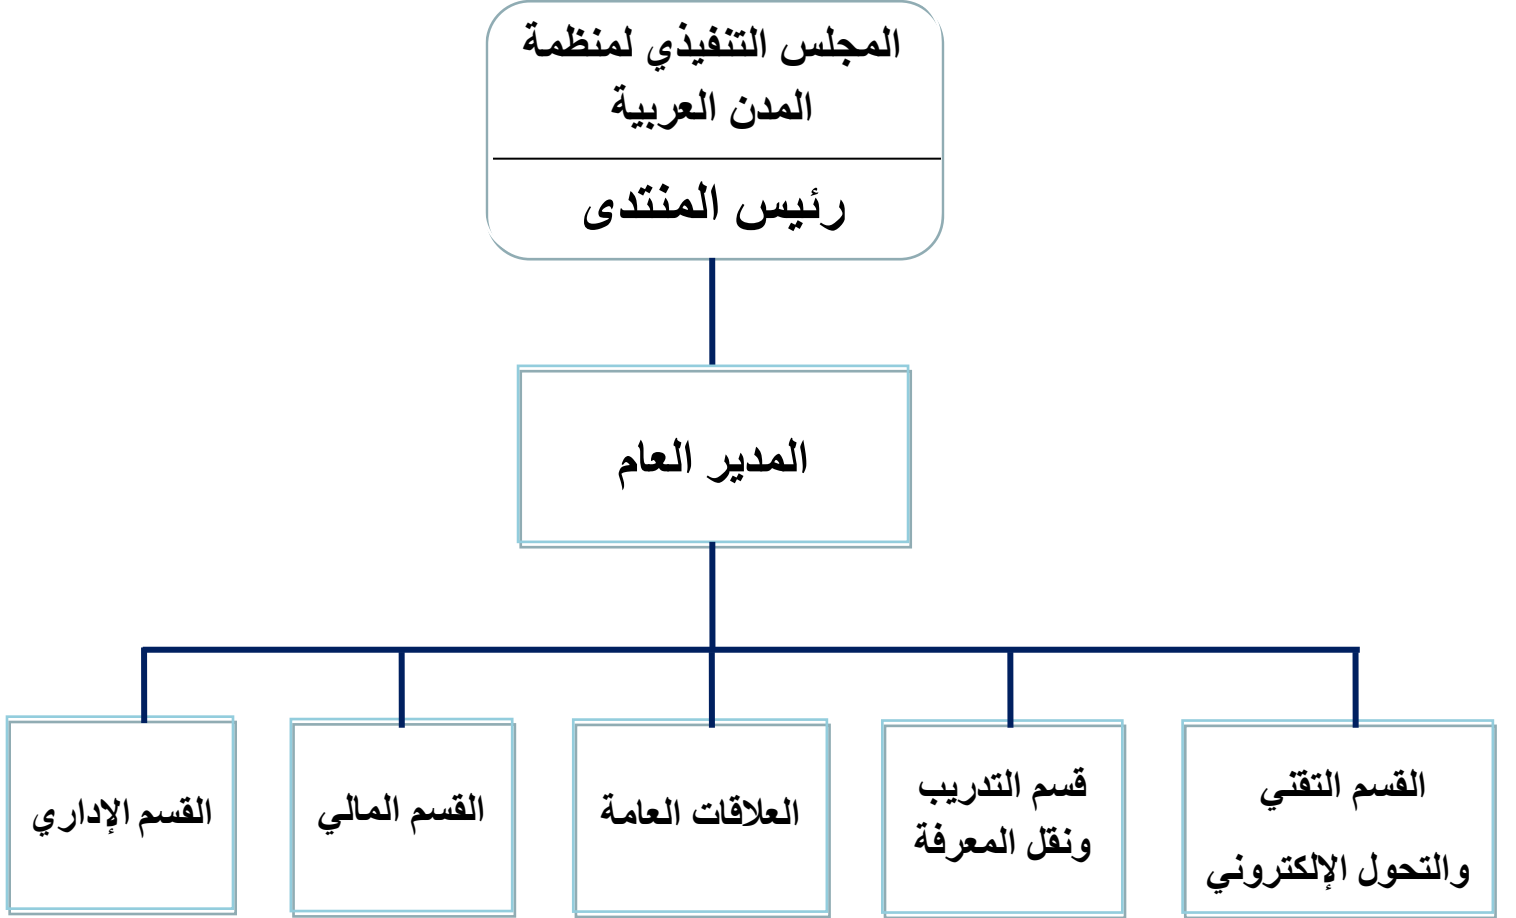 المجلس التنفيذي لمنظمة
المدن العربية
رئيس المنتدى
المدير العام
القسم التقني
والتحول الإلكتروني
قسم التدريب
ونقل المعرفة
العلاقات العامة
القسم المالي
القسم الإداري